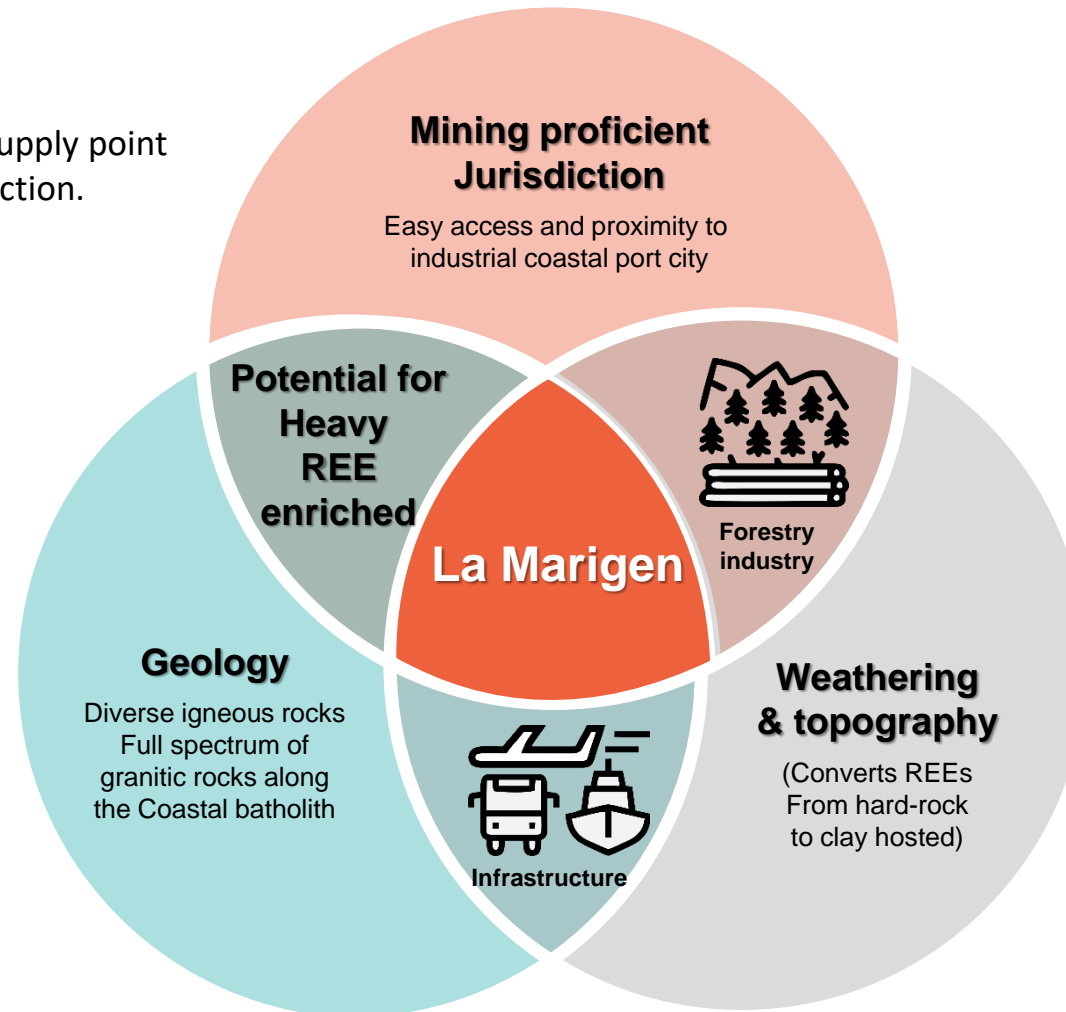 upply point
ction.
Mining proficient
Jurisdiction
Easy access and proximity to
industrial coastal port city
Potential for
Heavy
REE
enriched
Forestry
industry
La Marigen
Geology
Diverse igneous rocks
Full spectrum of
granitic rocks along
the Coastal batholith
Weathering
& topography
(Converts REEs
From hard-rock
to clay hosted)
Infrastructure